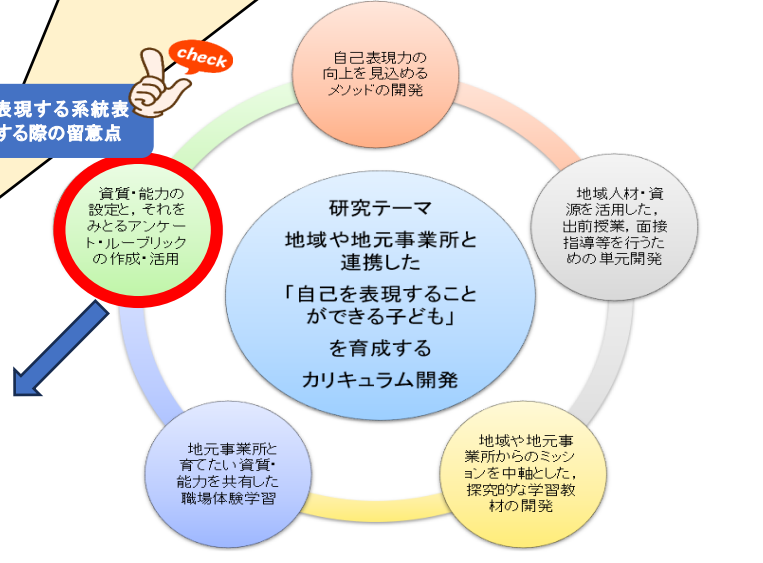 check
表現する系統表
する際の留意点
自己表現力の
向上を見込める
メソッドの開発
資質・能力の
設定と，それを
みとるアンケー
ト・ルーブリック
の作成・活用
地域人材・資
源を活用した，
出前授業，面接
指導等を行うた
めの単元開発
研究テーマ
地域や地元事業所と
連携した
「自己を表現すること
ができる子ども」
を育成する
カリキュラム開発
地元事業所と
育てたい資質・
能力を共有した
職場体験学習
地域や地元事
業所からのミッシ
ョンを中軸とした，
探究的な学習教
材の開発